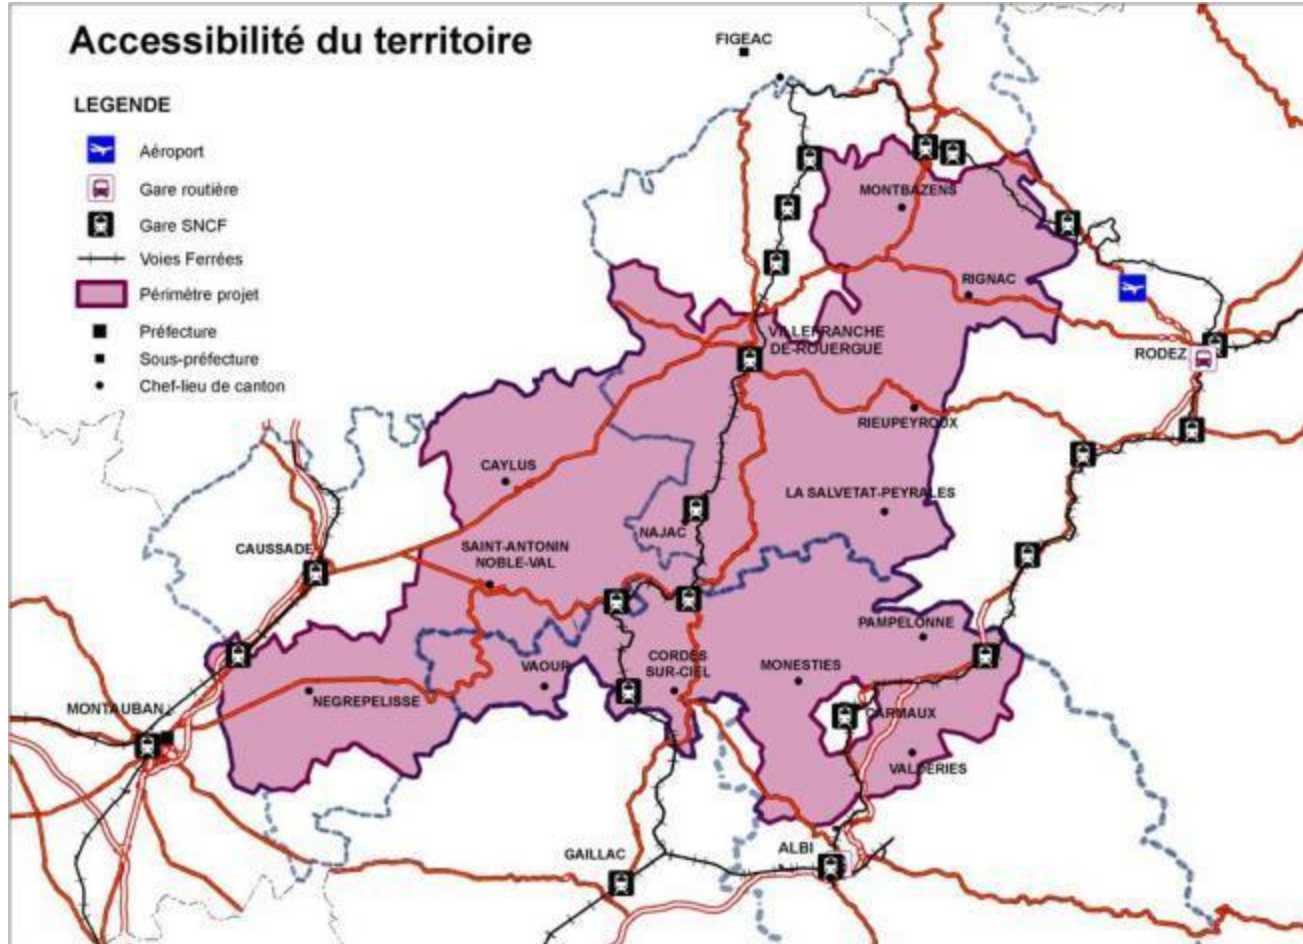 Accessibilité du territoire
LEGENDE
Aéroport
Gare routière
Gare SNCF
Voies Ferrées
Périmètre projet
Préfecture
Sous-préfecture
Chef-lieu de canton
FIGEAC
MONTBAZENS
RIGNAC
VILLEFRANCHE
DE-ROUERGUE
RODEZ
RIEUPEYROUX
CAYLUS
LA SALVETAT-PEYRALES
NAJAC
CAUSSADE
SAINT-ANTONIN
NOBLE-VAL
PAMPELONNE
CORDES
SUR-CIEL
VAOUR
MONESTIES
NEGREPELISSE
MONTAUBAN
CARMAUX
VALDERIES
GAILLAC
ALBI